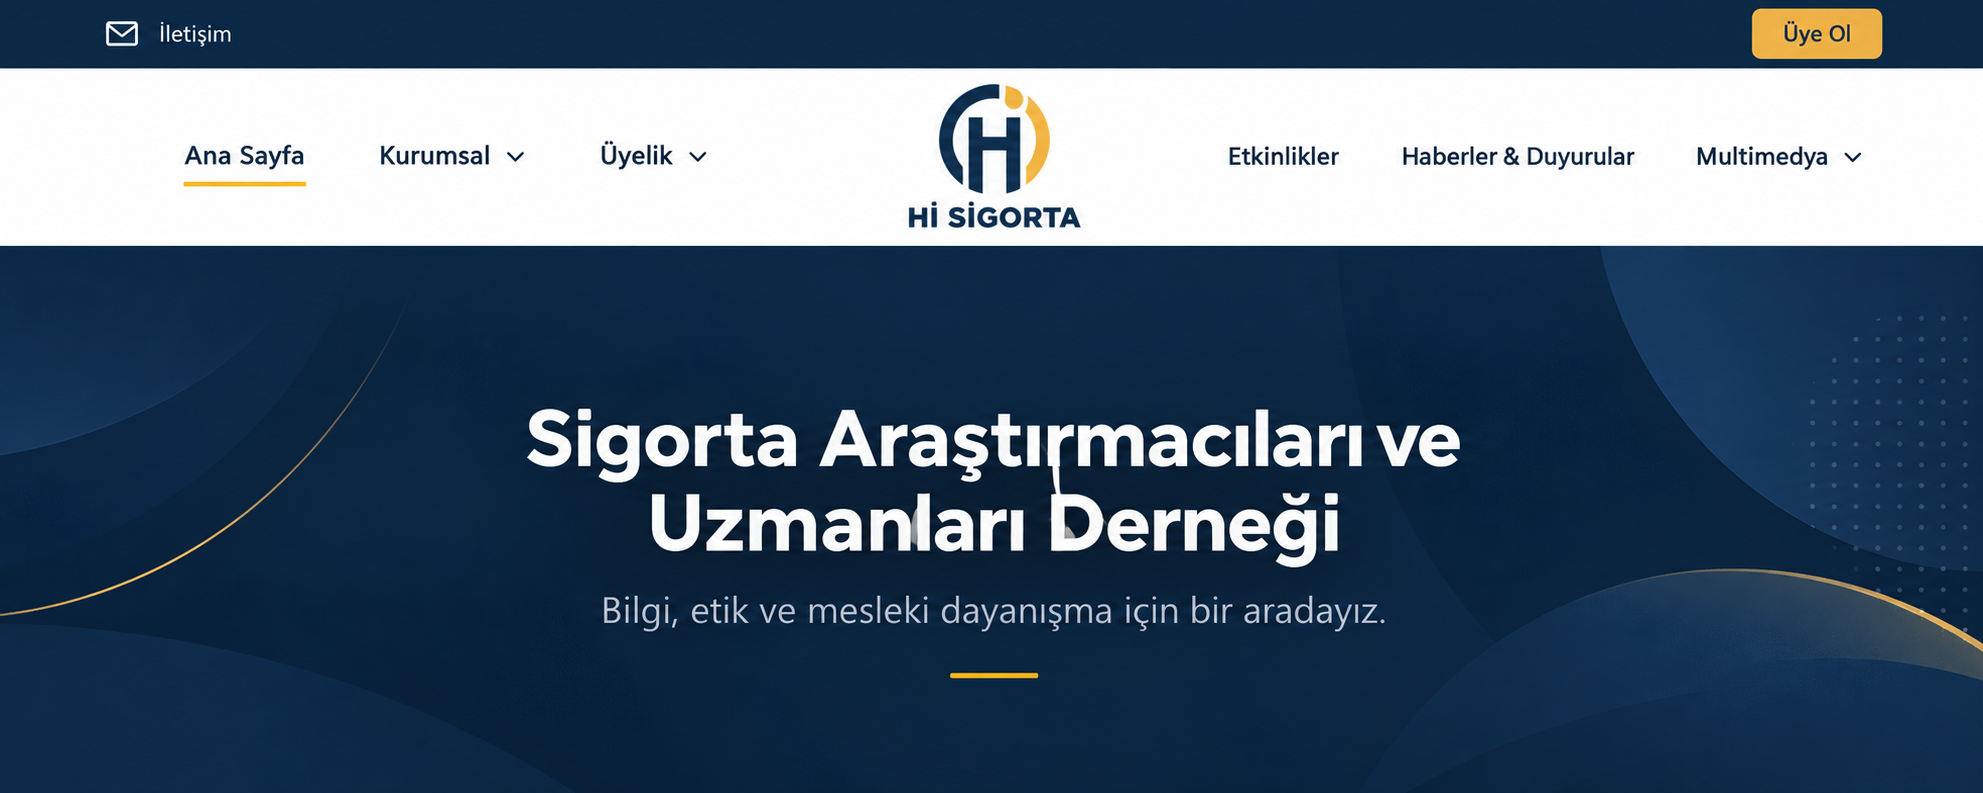 İletişim
Üye Ol
Ana Sayfa
Kurumsal
Üyelik
Hi
Hİ SİGORTA
Etkinlikler
Haberler & Duyurular
Multimedya
Sigorta Araştırmacıları ve
Uzmanları Derneği
Bilgi, etik ve mesleki dayanışma için bir aradayız.